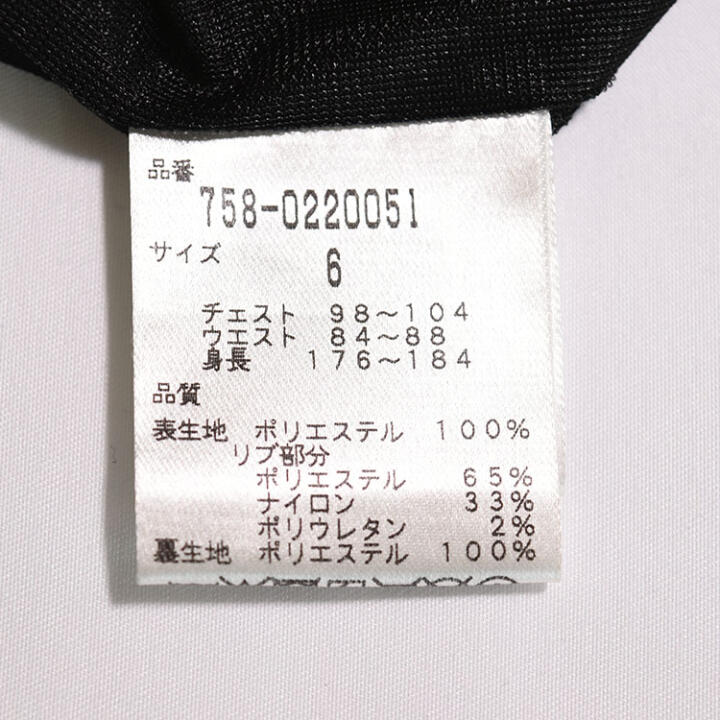 品番
758-0220051
サイズ
6
チェスト 98～104
ウエスト 84～88
身長 176～184
品質
表生地 ポリエステル 100%
リブ部分
ポリエステル 65%
ナイロン 33%
ポリウレタン 2%
裏生地 ポリエステル 100%